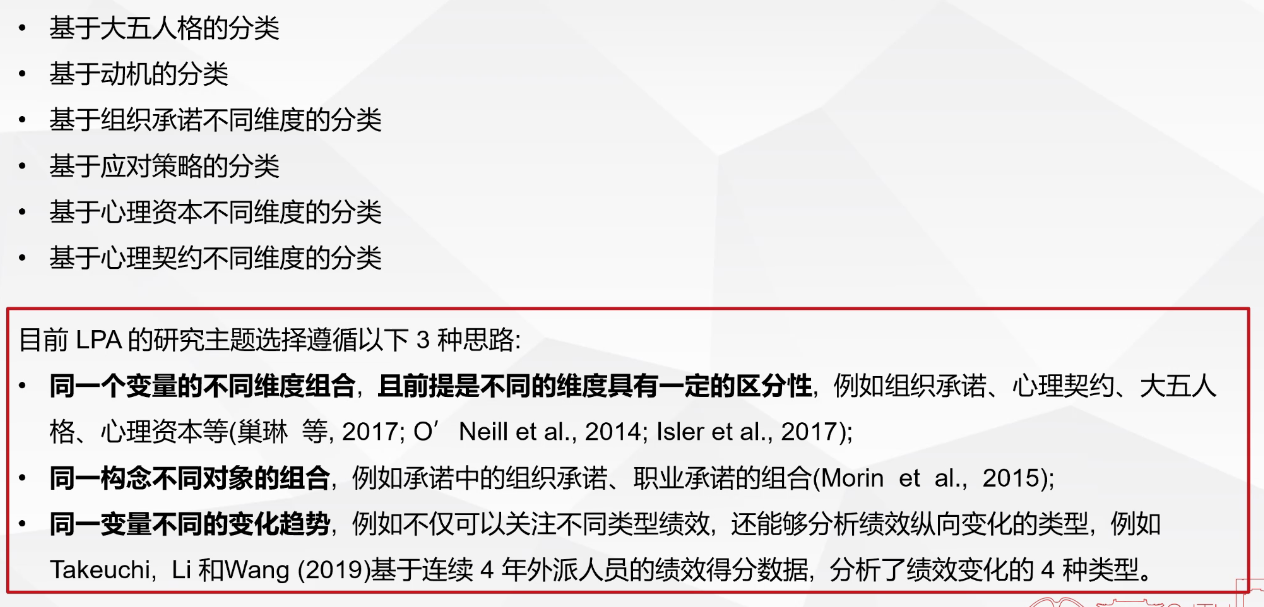 • 基于大五人格的分类
• 基于动机的分类
• 基于组织承诺不同维度的分类
• 基于应对策略的分类
• 基于心理资本不同维度的分类
• 基于心理契约不同维度的分类
目前 LPA 的研究主题选择遵循以下 3 种思路:
• 同一个变量的不同维度组合, 且前提是不同的维度具有一定的区分性, 例如组织承诺、心理契约、大五人
格、心理资本等(巢琳 等, 2017; O’ Neill et al., 2014; Isler et al., 2017);
• 同一构念不同对象的组合, 例如承诺中的组织承诺、职业承诺的组合(Morin et al., 2015);
• 同一变量不同的变化趋势, 例如不仅可以关注不同类型绩效, 还能够分析绩效纵向变化的类型, 例如
Takeuchi, Li 和Wang (2019)基于连续 4 年外派人员的绩效得分数据, 分析了绩效变化的 4 种类型。